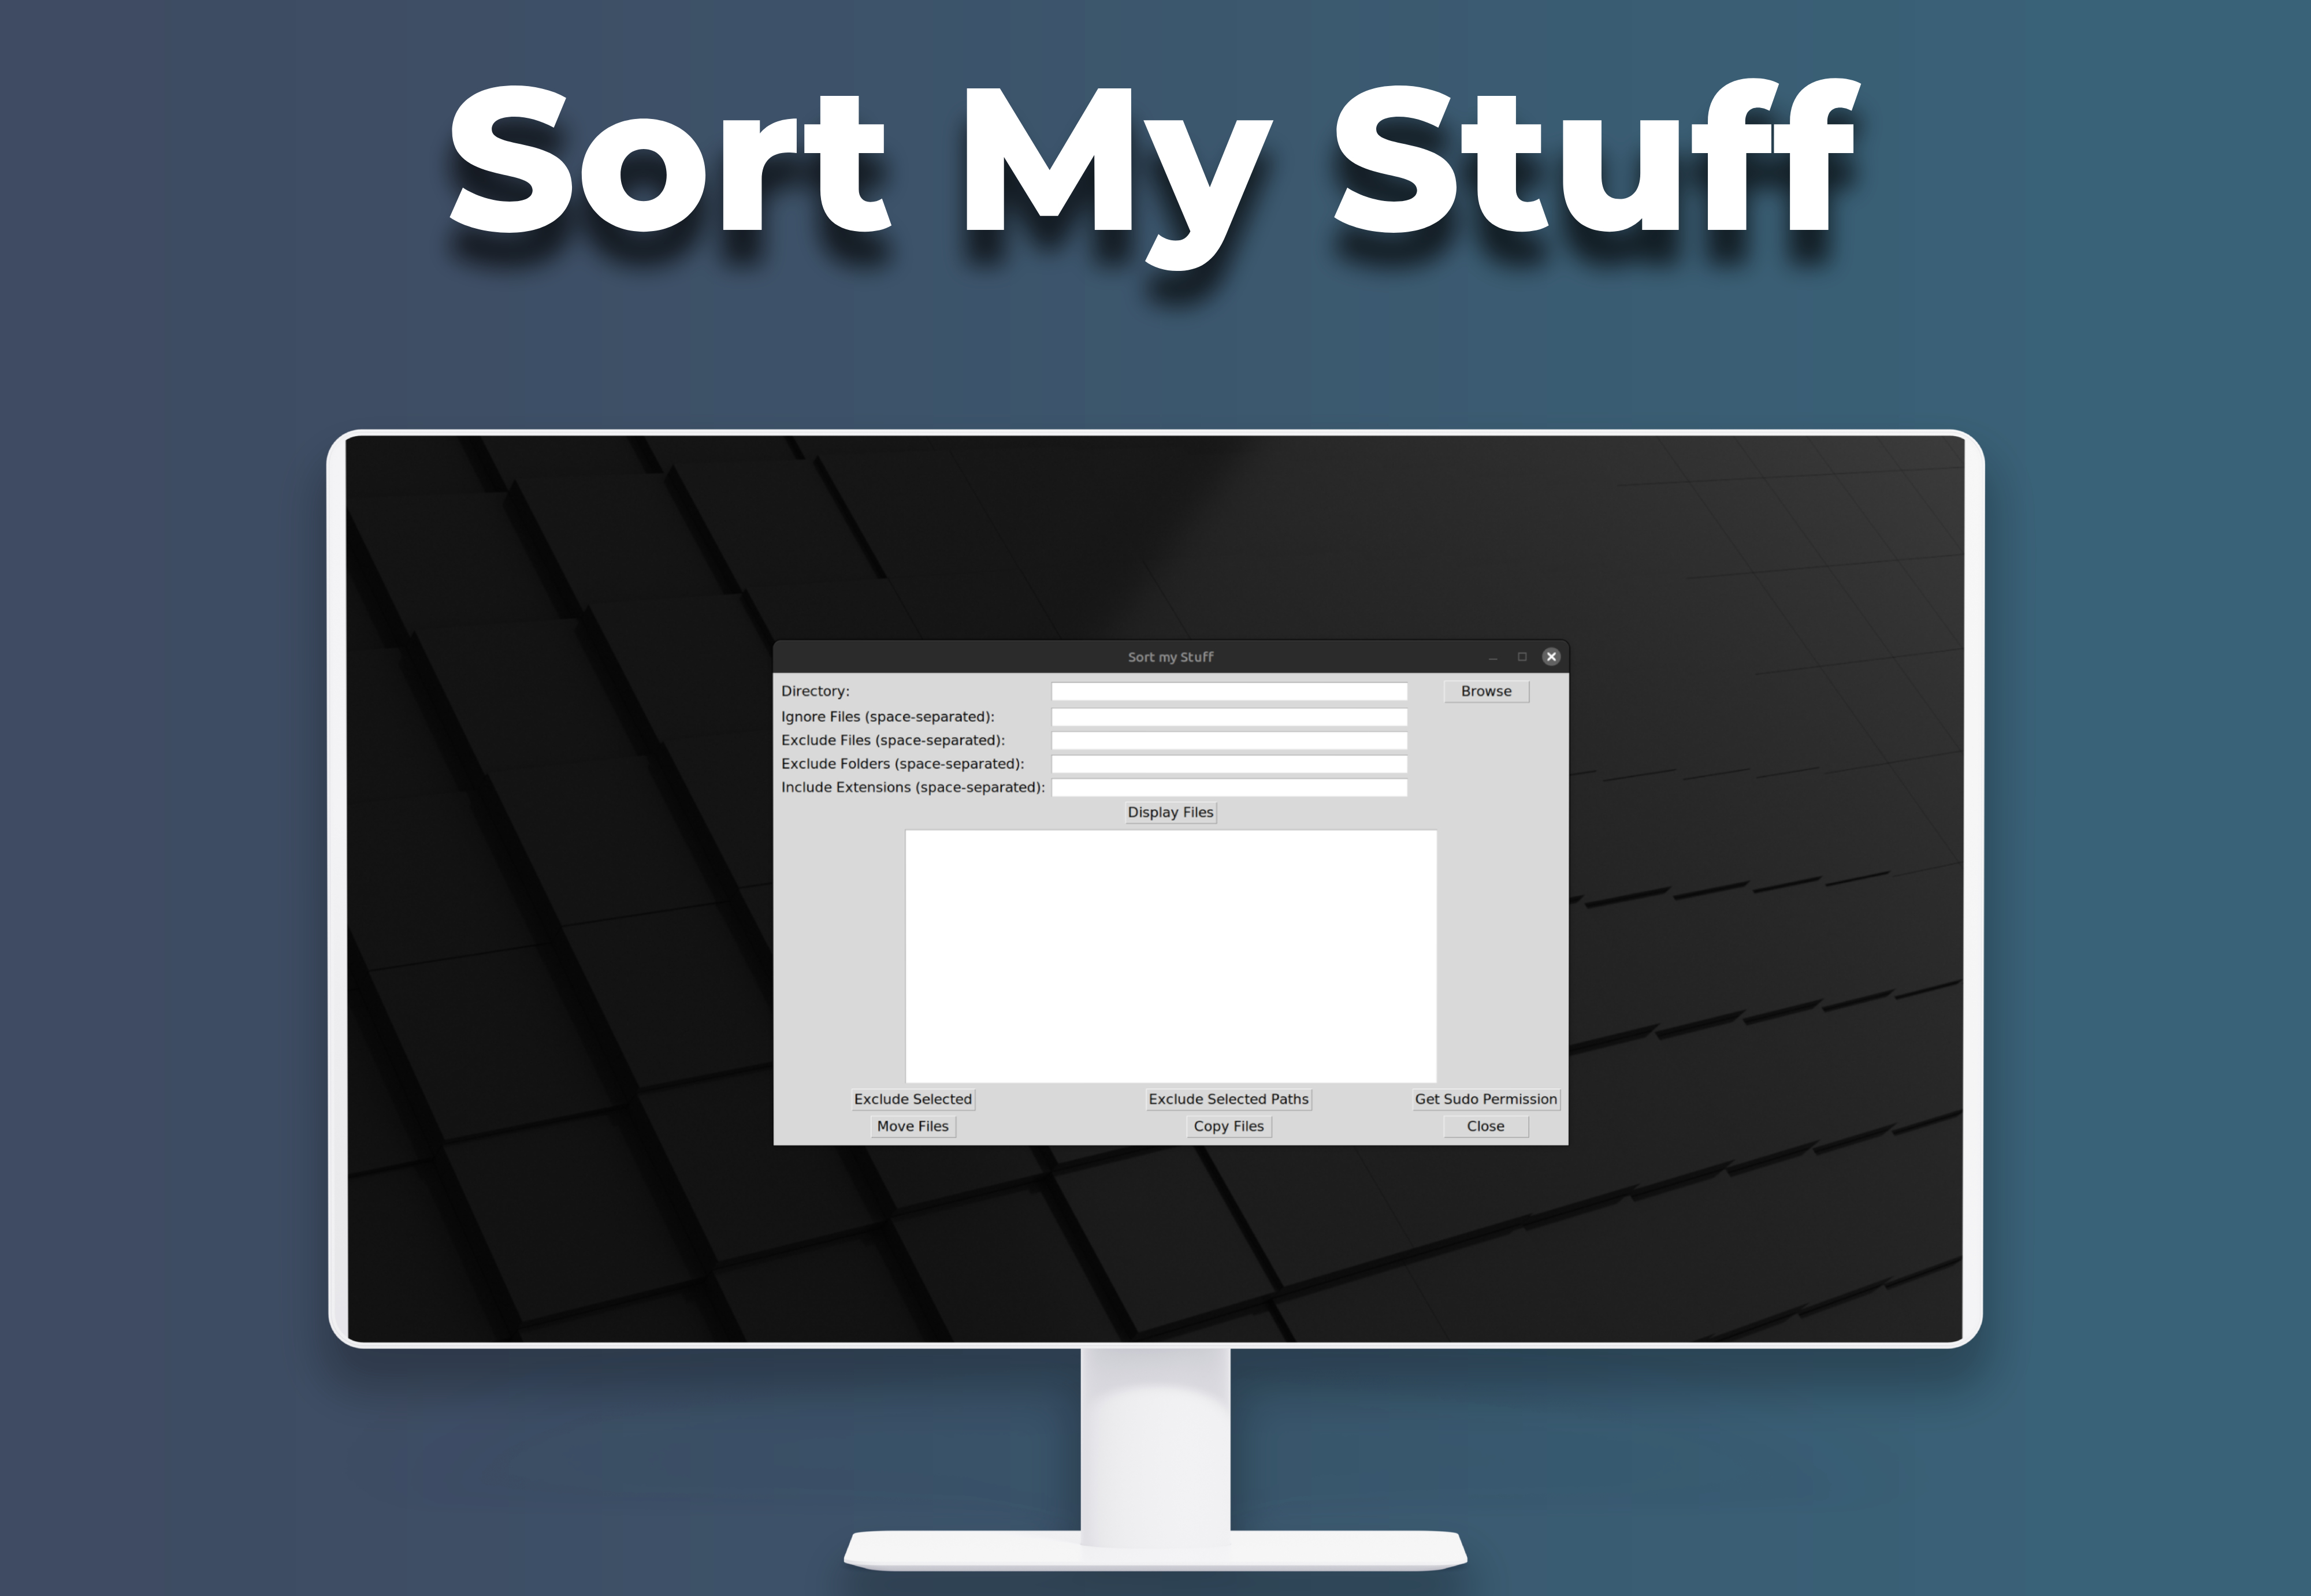 Sort My Stuff
Sort my Stuff
Directory: Browse
Ignore Files (space-separated):
Exclude Files (space-separated):
Exclude Folders (space-separated):
Include Extensions (space-separated):
Display Files
Exclude Selected Exclude Selected Paths Get Sudo Permission
Move Files Copy Files Close